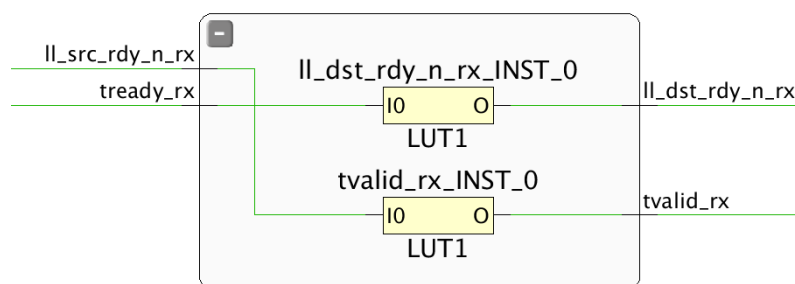 ll_src_rdy_n_rx
tready_rx
ll_dst_rdy_n_rx_INST_0
I0 O
LUT1
ll_dst_rdy_n_rx
tvalid_rx_INST_0
I0 O
LUT1
tvalid_rx